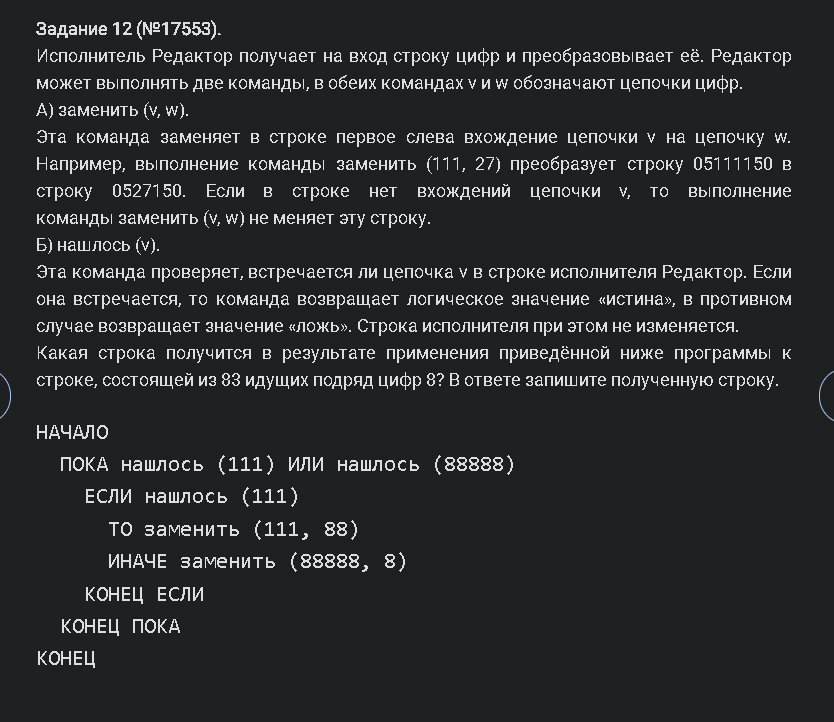 Задание 12 (№17553).
Исполнитель Редактор получает на вход строку цифр и преобразовывает её. Редактор
может выполнять две команды, в обеих командах v и w обозначают цепочки цифр.
А) заменить (v, w).
Эта команда заменяет в строке первое слева вхождение цепочки v на цепочку w.
Например, выполнение команды заменить (111, 27) преобразует строку 05111150 в
строку 0527150. Если в строке нет вхождений цепочки v, то выполнение
команды заменить (v, w) не меняет эту строку.
Б) нашлось (v).
Эта команда проверяет, встречается ли цепочка v в строке исполнителя Редактор. Если
она встречается, то команда возвращает логическое значение «истина», в противном
случае возвращает значение «ложь». Строка исполнителя при этом не изменяется.
Какая строка получится в результате применения приведённой ниже программы к
строке, состоящей из 83 идущих подряд цифр 8? В ответе запишите полученную строку.
НАЧАЛО
ПОКА нашлось (111) ИЛИ нашлось (88888)
ЕСЛИ нашлось (111)
ТО заменить (111, 88)
ИНАЧЕ заменить (88888, 8)
КОНЕЦ ЕСЛИ
КОНЕЦ ПОКА
КОНЕЦ